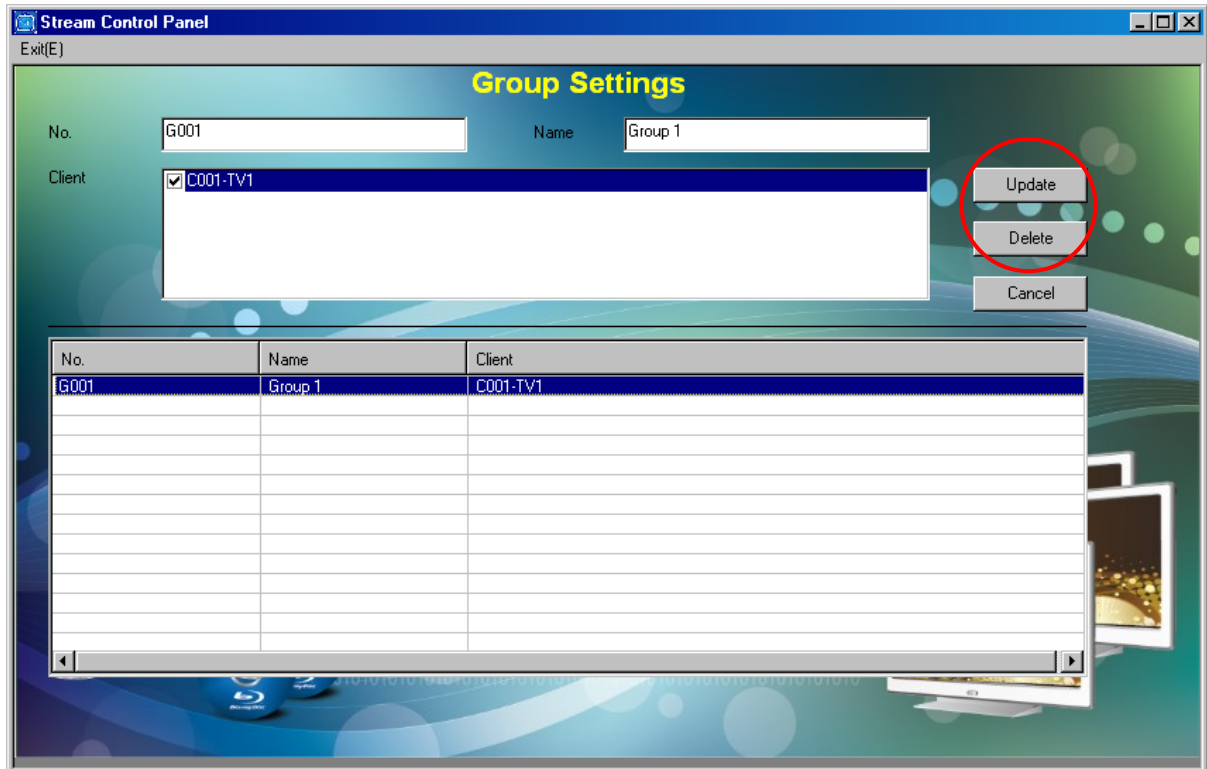 Stream Control Panel
Exit(E)
Group Settings
No. G001 Name Group 1
Client C001-TV1
Update
Delete
Cancel
No. Name Client
G001 Group 1 C001-TV1